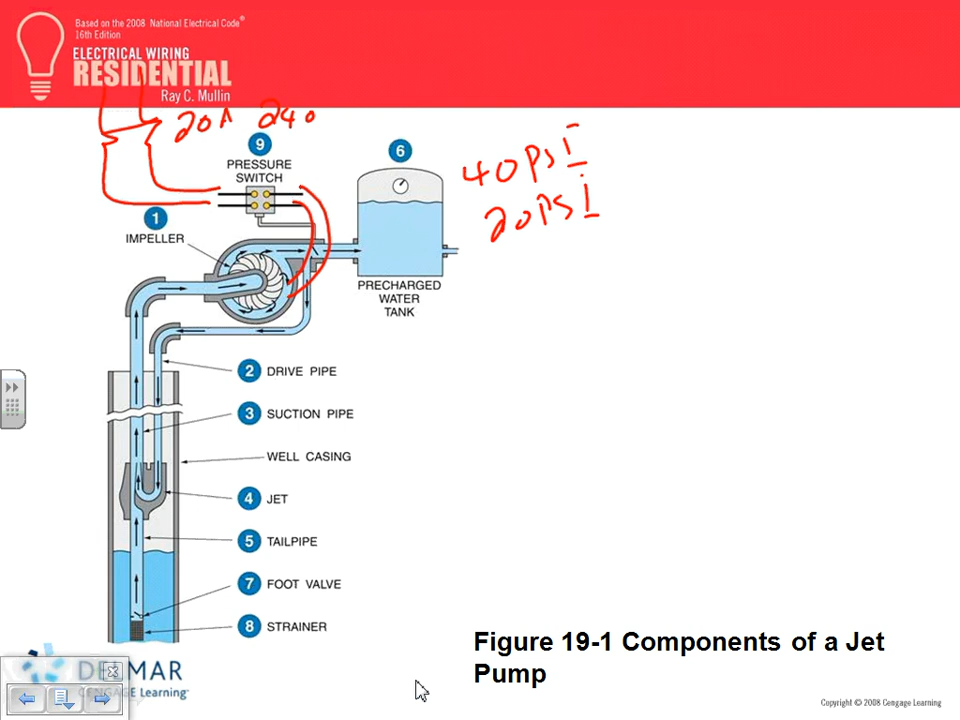 Based on the 2008 National Electrical Code®
16th Edition
ELECTRICAL WIRING
RESIDENTIAL
Ray C. Mullin
20A 240
9
PRESSURE
SWITCH
6
40PSI
20PSI
1
IMPELLER
PRECHARGED
WATER
TANK
2 DRIVE PIPE
3 SUCTION PIPE
WELL CASING
4 JET
5 TAILPIPE
7 FOOT VALVE
8 STRAINER
Figure 19-1 Components of a Jet
Pump
DELMAR
CENGAGE Learning™
Copyright © 2008 Cengage Learning